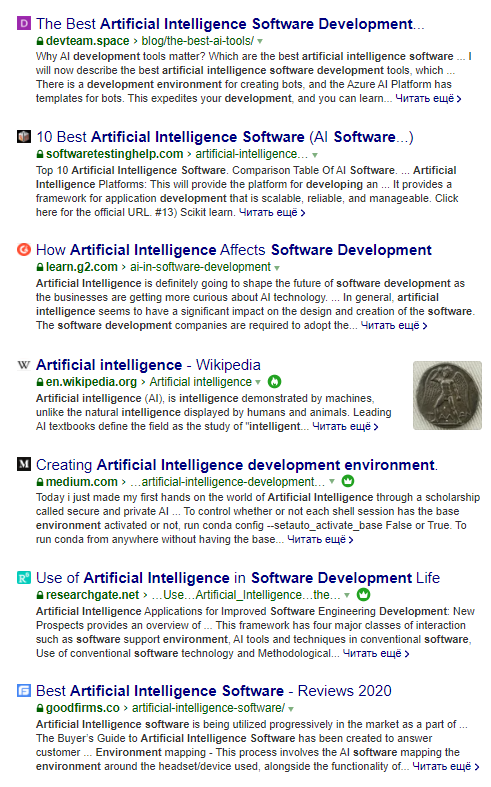 The Best Artificial Intelligence Software Development...
devteam.space › blog/the-best-ai-tools/
Why AI development tools matter? Which are the best artificial intelligence software ... I
will now describe the best artificial intelligence software development tools, which ...
There is a development environment for creating bots, and the Azure AI Platform has
templates for bots. This expedites your development, and you can learn... Читать ещё ›
10 Best Artificial Intelligence Software (AI Software...)
softwaretestinghelp.com › artificial-intelligence...
Top 10 Artificial Intelligence Software. Comparison Table Of AI Software. ... Artificial
Intelligence Platforms: This will provide the platform for developing an ... It provides a
framework for application development that is scalable, reliable, and manageable. Click
here for the official URL. #13) Scikit learn. Читать ещё ›
How Artificial Intelligence Affects Software Development
learn.g2.com › ai-in-software-development
Artificial Intelligence is definitely going to shape the future of software development as
the businesses are getting more curious about AI technology. ... In general, artificial
intelligence seems to have a significant impact on the design and creation of the software.
The software development companies are required to adopt the... Читать ещё ›
Artificial intelligence - Wikipedia
en.wikipedia.org › Artificial intelligence
Artificial intelligence (AI), is intelligence demonstrated by machines,
unlike the natural intelligence displayed by humans and animals. Leading
AI textbooks define the field as the study of "intelligent... Читать ещё ›
Creating Artificial Intelligence development environment.
medium.com › ...artificial-intelligence-development...
Today i just made my first hands on the world of Artificial Intelligence through a scholarship
called secure and private AI ... To control whether or not each shell session has the base
environment activated or not, run conda config --setauto_activate_base False or True. To
run conda from anywhere without having the base... Читать ещё ›
Use of Artificial Intelligence in Software Development Life
researchgate.net › ...Use...Artificial_Intelligence...the...
Artificial Intelligence Applications for Improved Software Engineering Development: New
Prospects provides an overview of ... This framework has four major classes of interaction
such as software support environment, AI tools and techniques in conventional software,
Use of conventional software technology and Methodological... Читать ещё ›
Best Artificial Intelligence Software - Reviews 2020
goodfirms.co › artificial-intelligence-software/
Artificial Intelligence software is being utilized progressively in the market as a part of ...
The Buyer's Guide to Artificial Intelligence Software has been created to answer
customer ... Environment mapping - This process involves the AI software mapping the
environment around the headset/device used, alongside the functionality of... Читать ещё ›